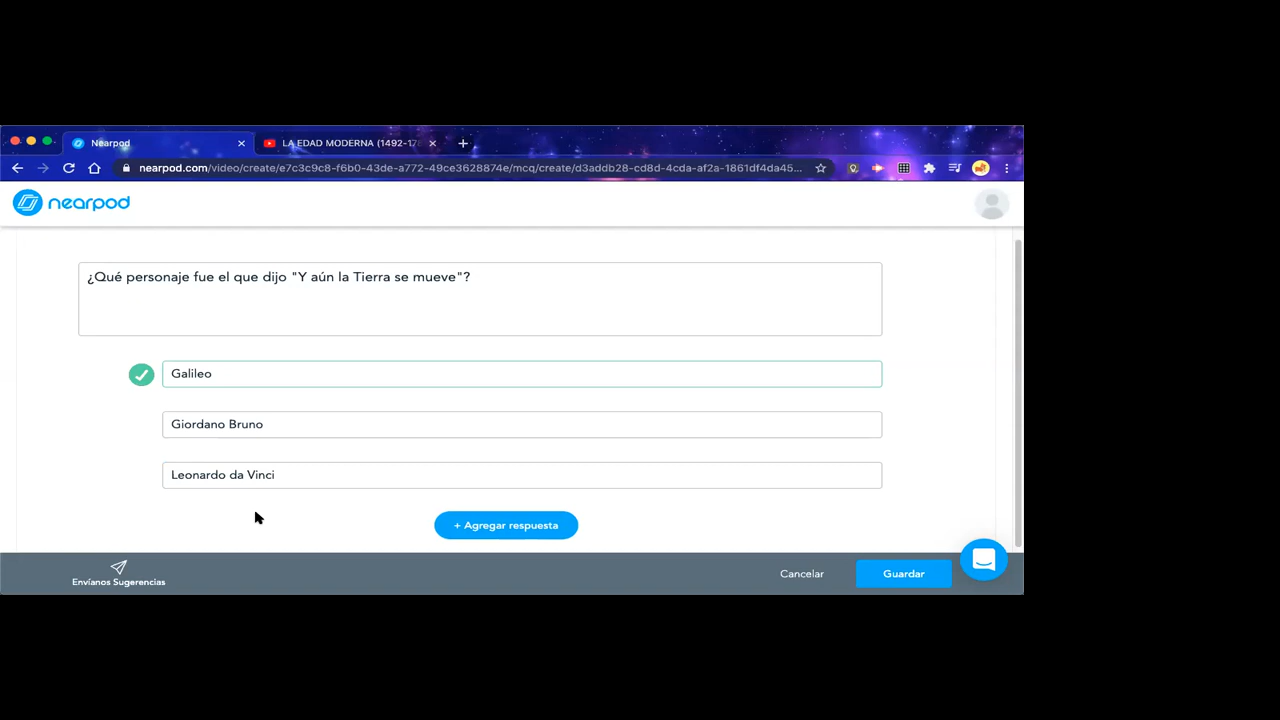 Nearpod
LA EDAD MODERNA (1492-17
nearpod.com/video/create/e7c3c9c8-f6b0-43de-a772-49ce3628874e/mcq/create/d3addb28-cd8d-4cda-af2a-1861df4da45...
nearpod
¿Qué personaje fue el que dijo "Y aún la Tierra se mueve"?
Galileo
Giordano Bruno
Leonardo da Vinci
+ Agregar respuesta
Envíanos Sugerencias
Cancelar
Guardar